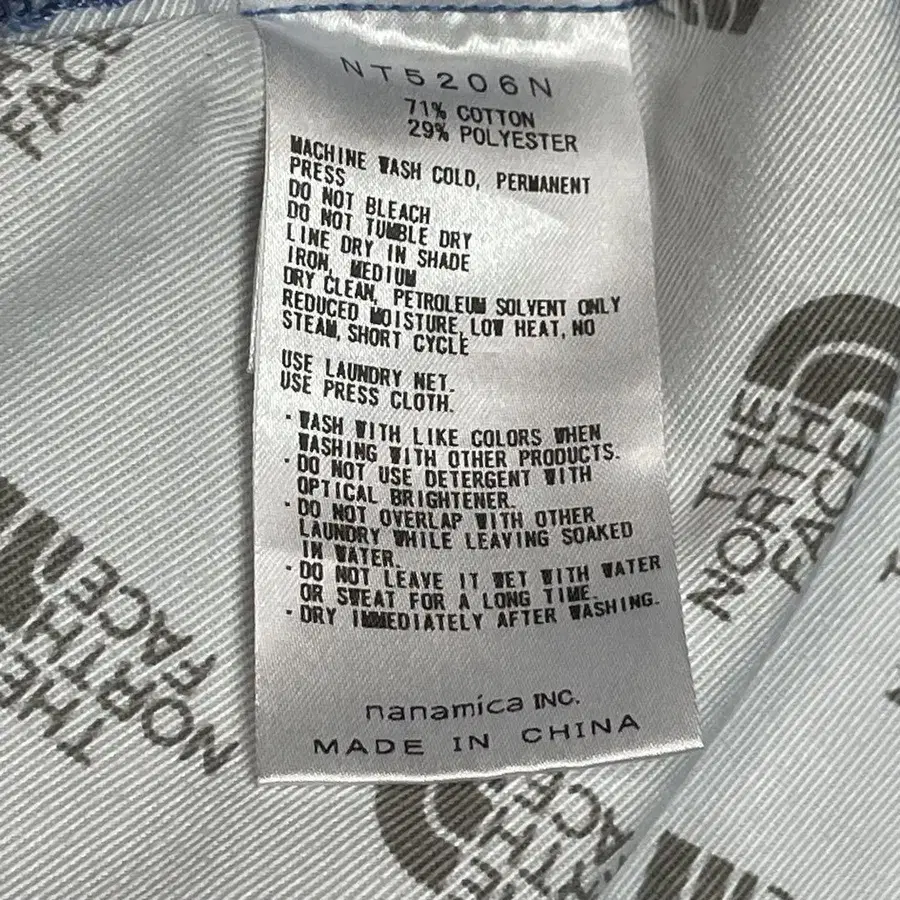 FACE
NT5206N
71% COTTON
29% POLYESTER
MACHINE WASH COLD, PERMANENT
PRESS
DO NOT BLEACH
DO NOT TUMBLE DRY
LINE DRY IN SHADE
IRON, MEDIUM
DRY CLEAN, PETROLEUM SOLVENT ONLY
REDUCED MOISTURE, LOW HEAT, NO
STEAM, SHORT CYCLE
USE LAUNDRY NET.
USE PRESS CLOTH.
· WASH WITH LIKE COLORS WHEN
WASHING WITH OTHER PRODUCTS.
· DO NOT USE DETERGENT WITH
OPTICAL BRIGHTENER.
· DO NOT OVERLAP WITH OTHER
LAUNDRY WHILE LEAVING SOAKED
IN WATER.
· DO NOT LEAVE IT WET WITH WATER
OR SWEAT FOR A LONG TIME.
· DRY IMMEDIATELY AFTER WASHING.
nanamica INC.
MADE IN CHINA
THE
NORTH
FACE
THE
NORTH
FACE